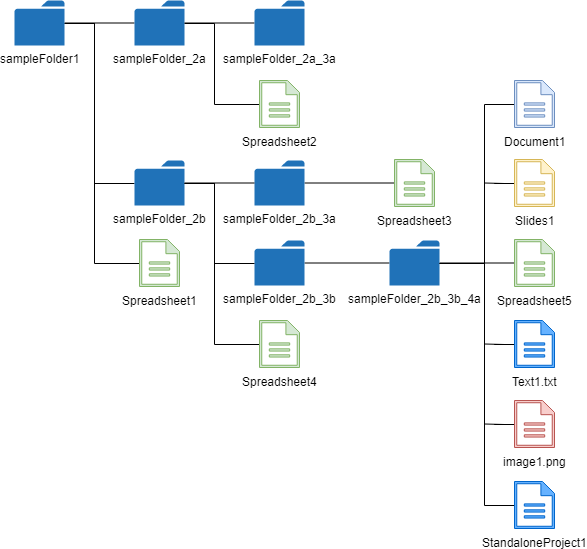 sampleFolder1
sampleFolder_2a
sampleFolder_2a_3a
Spreadsheet2
Document1
sampleFolder_2b
sampleFolder_2b_3a
Spreadsheet3
Slides1
Spreadsheet1
sampleFolder_2b_3b
sampleFolder_2b_3b_4a
Spreadsheet5
Spreadsheet4
Text1.txt
image1.png
StandaloneProject1